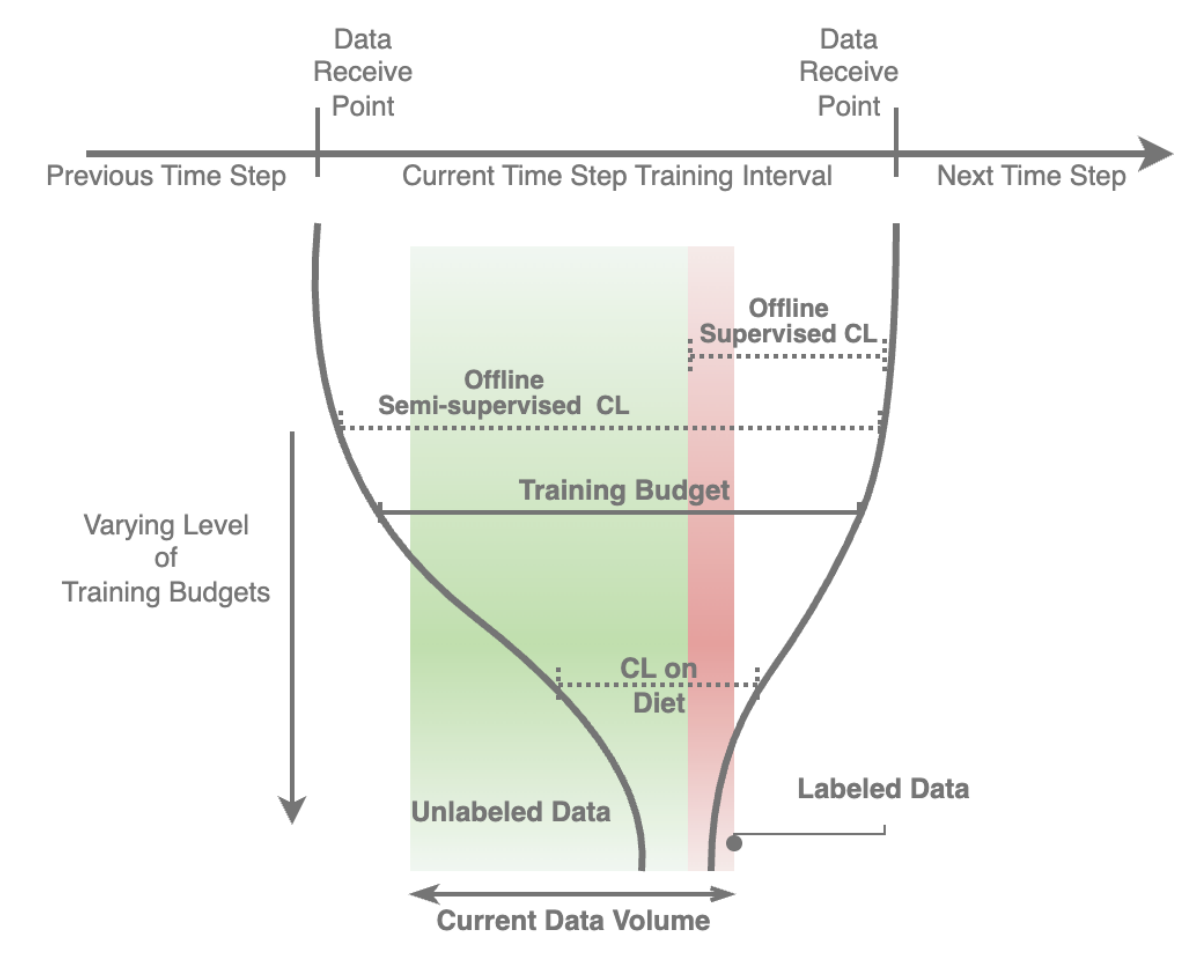 Data
Receive
Point
Data
Receive
Point
Previous Time Step
Current Time Step Training Interval
Next Time Step
Offline
Supervised CL
Offline
Semi-supervised CL
Training Budget
Varying Level
of
Training Budgets
CL on
Diet
Labeled Data
Unlabeled Data
Current Data Volume